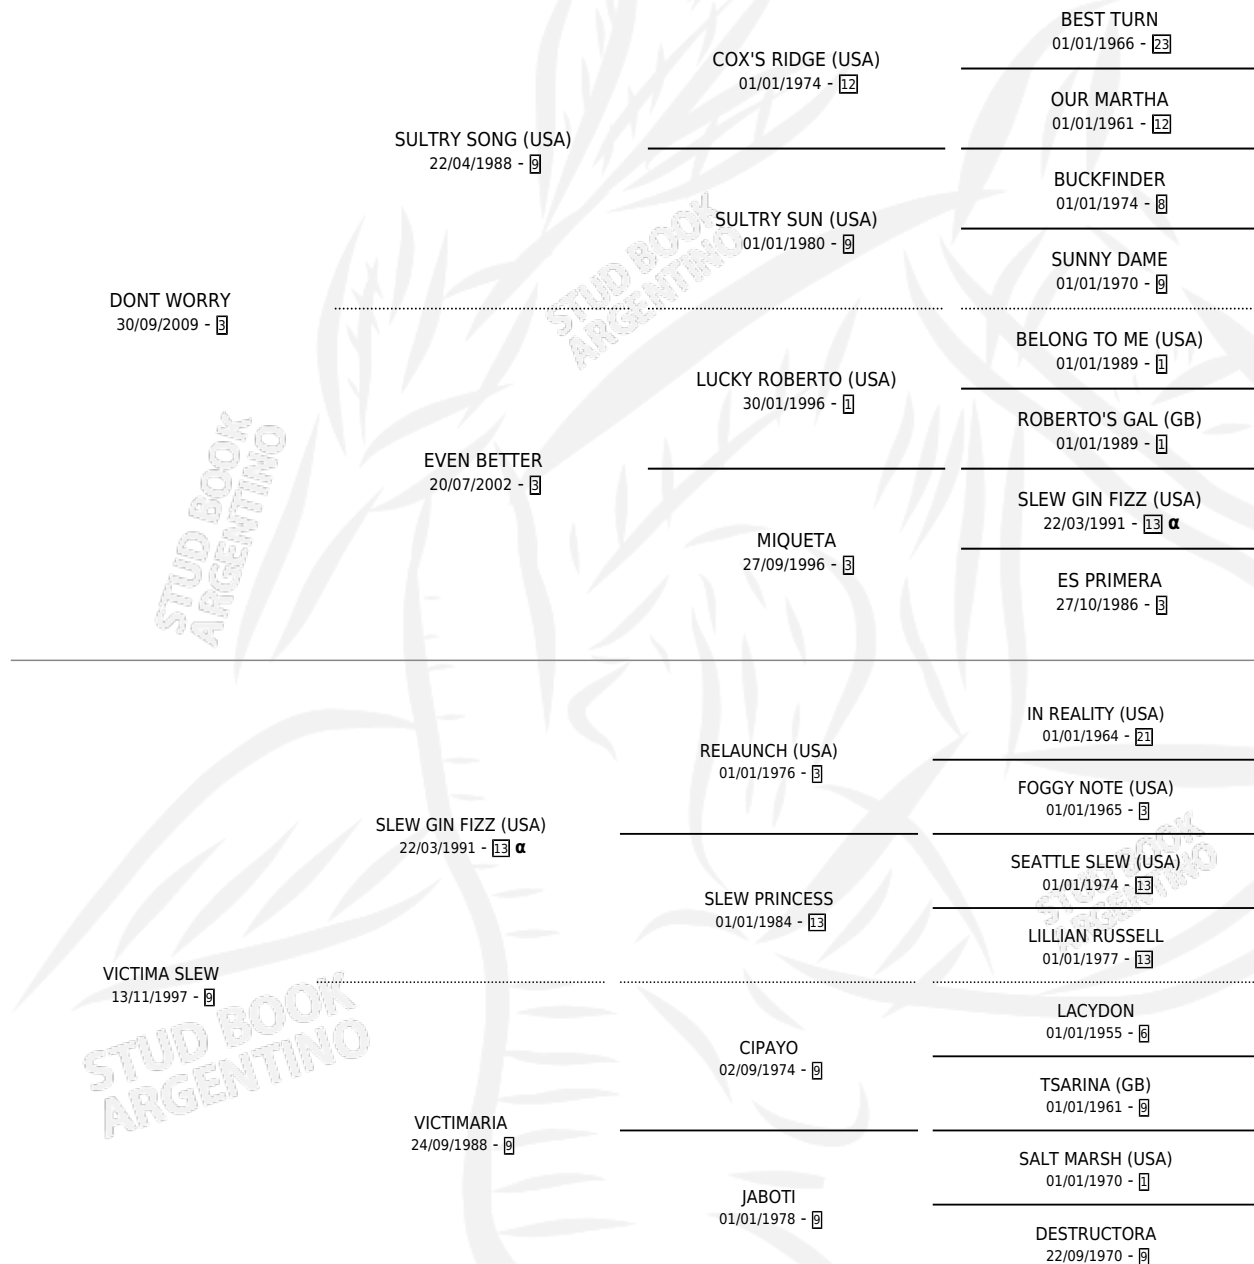 BEST TURN
01/01/1966 - 23
COX'S RIDGE (USA)
01/01/1974 - 12
OUR MARTHA
01/01/1961 - 12
SULTRY SONG (USA)
22/04/1988 - 9
BUCKFINDER
01/01/1974 - 8
SULTRY SUN (USA)
01/01/1980 - 9
SUNNY DAME
01/01/1970 - 9
DONT WORRY
30/09/2009 - 3
BELONG TO ME (USA)
01/01/1989 - 1
LUCKY ROBERTO (USA)
30/01/1996 - 1
ROBERTO'S GAL (GB)
01/01/1989 - 1
EVEN BETTER
20/07/2002 - 3
SLEW GIN FIZZ (USA)
22/03/1991 - 13 α
MIQUETA
27/09/1996 - 3
ES PRIMERA
27/10/1986 - 3
IN REALITY (USA)
01/01/1964 - 21
RELAUNCH (USA)
01/01/1976 - 3
FOGGY NOTE (USA)
01/01/1965 - 3
SLEW GIN FIZZ (USA)
22/03/1991 - 13 α
SEATTLE SLEW (USA)
01/01/1974 - 13
SLEW PRINCESS
01/01/1984 - 13
LILLIAN RUSSELL
01/01/1977 - 13
VICTIMA SLEW
13/11/1997 - 9
LACYDON
01/01/1955 - 6
CIPAYO
02/09/1974 - 9
TSARINA (GB)
01/01/1961 - 9
VICTIMARIA
24/09/1988 - 9
SALT MARSH (USA)
01/01/1970 - 1
JABOTI
01/01/1978 - 9
DESTRUCTORA
22/09/1970 - 9
STUD BOOK
ARGENTINO
STUD BOOK
ARGENTINO
STUD BOOK
ARGENTINO
STUD BOOK
ARGENTINO